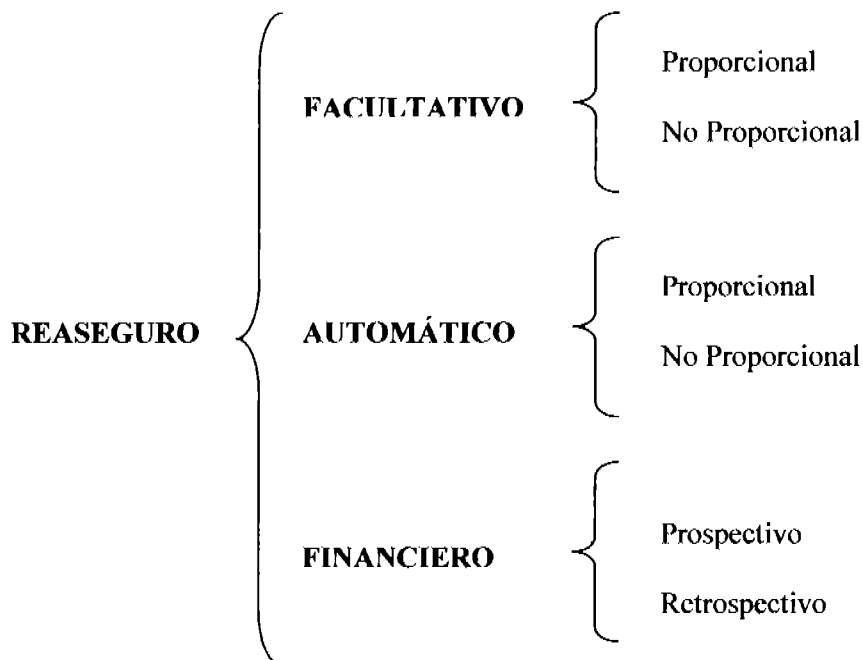 REASEGURO
FACULTATIVO
Proporcional
No Proporcional
AUTOMÁTICO
Proporcional
No Proporcional
FINANCIERO
Prospectivo
Retrospectivo